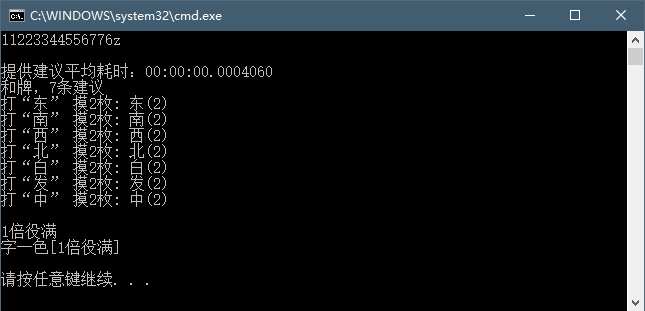 C:\WINDOWS\system32\cmd.exe
11223344556776z
提供建议平均耗时：00:00:00.0004060
和牌，7条建议
打“东” 摸2枚: 东(2)
打“南” 摸2枚: 南(2)
打“西” 摸2枚: 西(2)
打“北” 摸2枚: 北(2)
打“白” 摸2枚: 白(2)
打“发” 摸2枚: 发(2)
打“中” 摸2枚: 中(2)
1倍役满
字一色[1倍役满]
请按任意键继续. . .